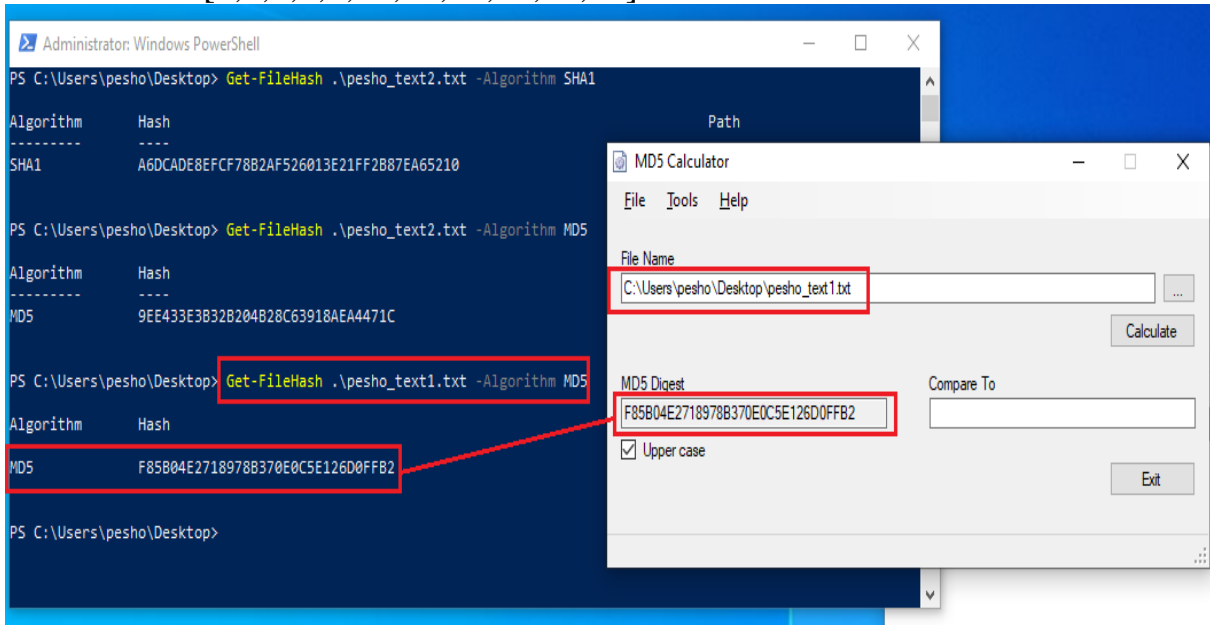 Administrator: Windows PowerShell
PS C:\Users\pesho\Desktop> Get-FileHash .\pesho_text2.txt -Algorithm SHA1
Algorithm Hash Path
--------- ----
SHA1 A6DCADE8EFCF78B2AF526013E21FF2B87EA65210
PS C:\Users\pesho\Desktop> Get-FileHash .\pesho_text2.txt -Algorithm MD5
Algorithm Hash
--------- ----
MD5 9EE433E3B32B204B28C63918AEA4471C
PS C:\Users\pesho\Desktop> Get-FileHash .\pesho_text1.txt -Algorithm MD5
Algorithm Hash
MD5 F85B04E2718978B370E0C5E126D0FFB2
PS C:\Users\pesho\Desktop>
MD5 Calculator
File Tools Help
File Name
C:\Users\pesho\Desktop\pesho_text1.txt
...
Calculate
MD5 Digest
Compare To
F85B04E2718978B370E0C5E126D0FFB2
Upper case
Exit